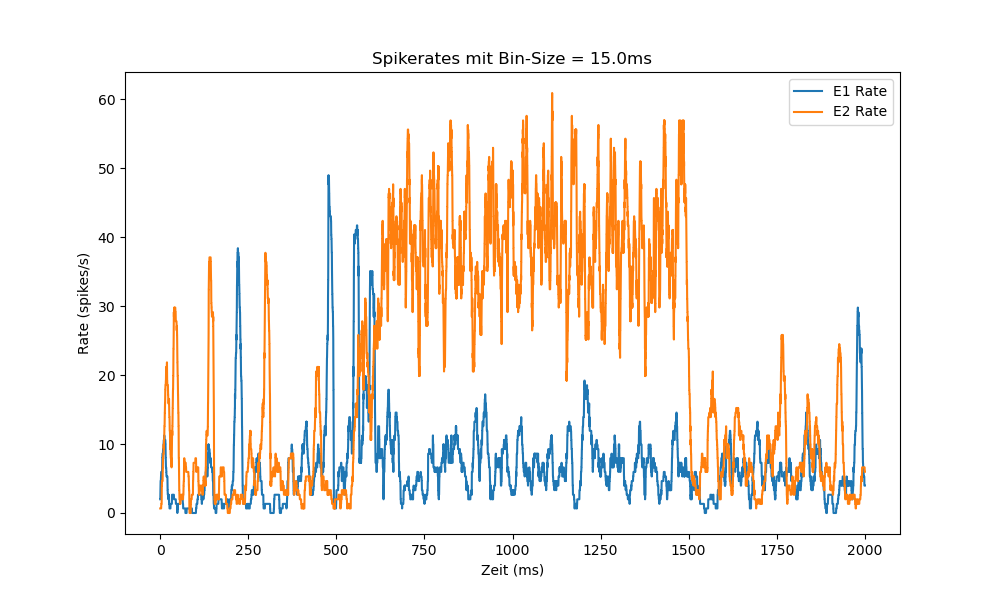 Spikerates mit Bin-Size = 15.0ms
E1 Rate
E2 Rate
60
50
40
30
20
10
0
Rate (spikes/s)
0 250 500 750 1000 1250 1500 1750 2000
Zeit (ms)